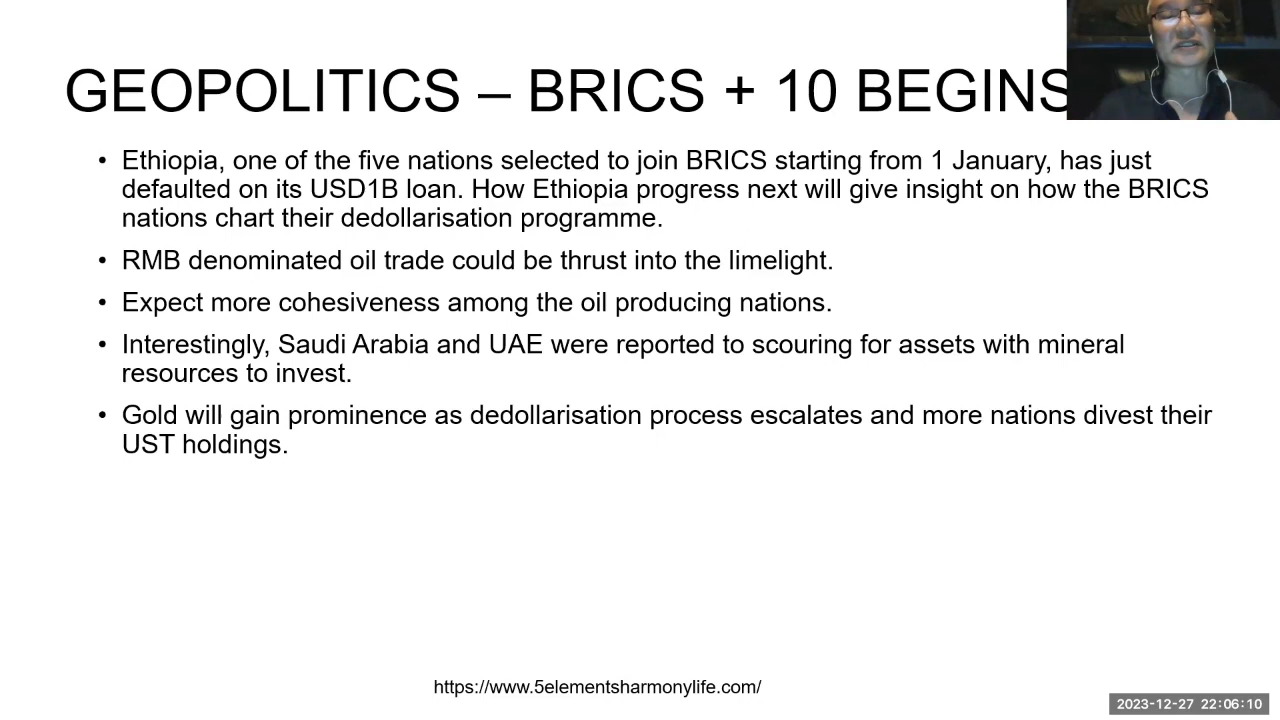 GEOPOLITICS – BRICS + 10 BEGINS
• Ethiopia, one of the five nations selected to join BRICS starting from 1 January, has just
defaulted on its USD1B loan. How Ethiopia progress next will give insight on how the BRICS
nations chart their dedollarisation programme.
• RMB denominated oil trade could be thrust into the limelight.
• Expect more cohesiveness among the oil producing nations.
• Interestingly, Saudi Arabia and UAE were reported to scouring for assets with mineral
resources to invest.
• Gold will gain prominence as dedollarisation process escalates and more nations divest their
UST holdings.
https://www.5elementsharmonylife.com/
2023-12-27 22:06:10